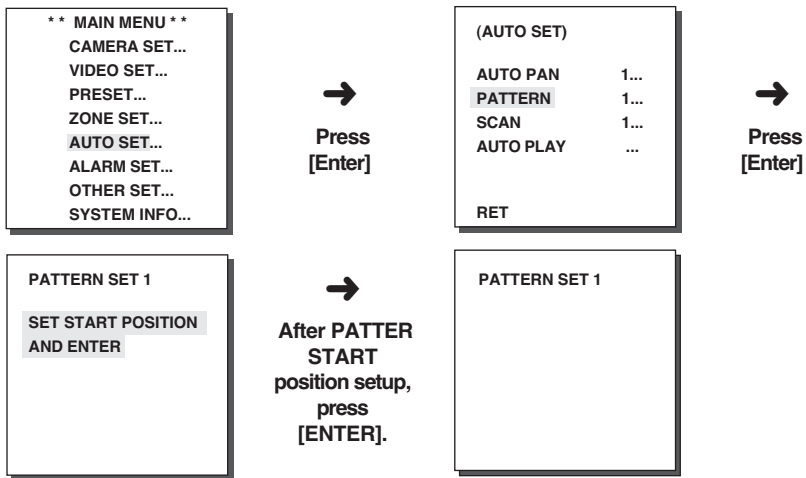 * * MAIN MENU * *
CAMERA SET...
VIDEO SET...
PRESET...
ZONE SET...
AUTO SET...
ALARM SET...
OTHER SET...
SYSTEM INFO...
➔
Press
[Enter]
(AUTO SET)
AUTO PAN 1...
PATTERN 1...
SCAN 1...
AUTO PLAY ...
RET
➔
Press
[Enter]
PATTERN SET 1
SET START POSITION
AND ENTER
➔
After PATTER
START
position setup,
press
[ENTER].
PATTERN SET 1